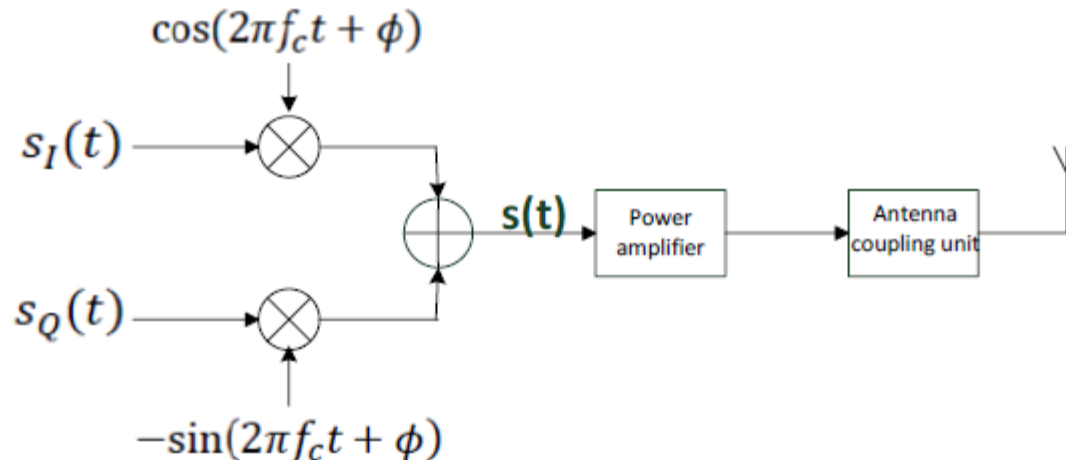 cos(2πf_ct + ϕ)
s_I(t)
s(t)
Power
amplifier
Antenna
coupling unit
s_Q(t)
−sin(2πf_ct + ϕ)